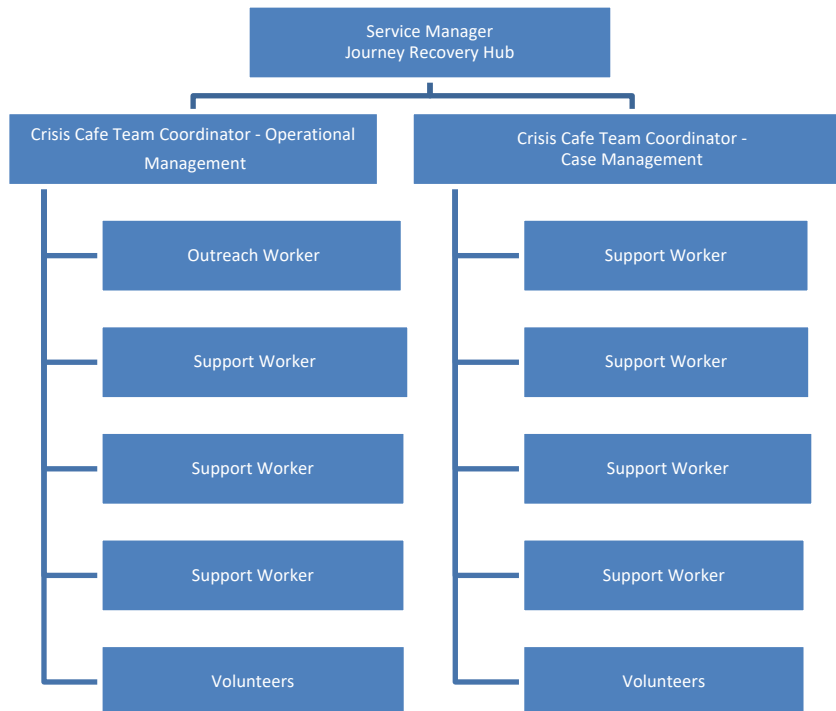 Service Manager
Journey Recovery Hub
Crisis Cafe Team Coordinator - Operational
Management
Crisis Cafe Team Coordinator -
Case Management
Outreach Worker
Support Worker
Support Worker
Support Worker
Volunteers
Support Worker
Support Worker
Support Worker
Support Worker
Volunteers